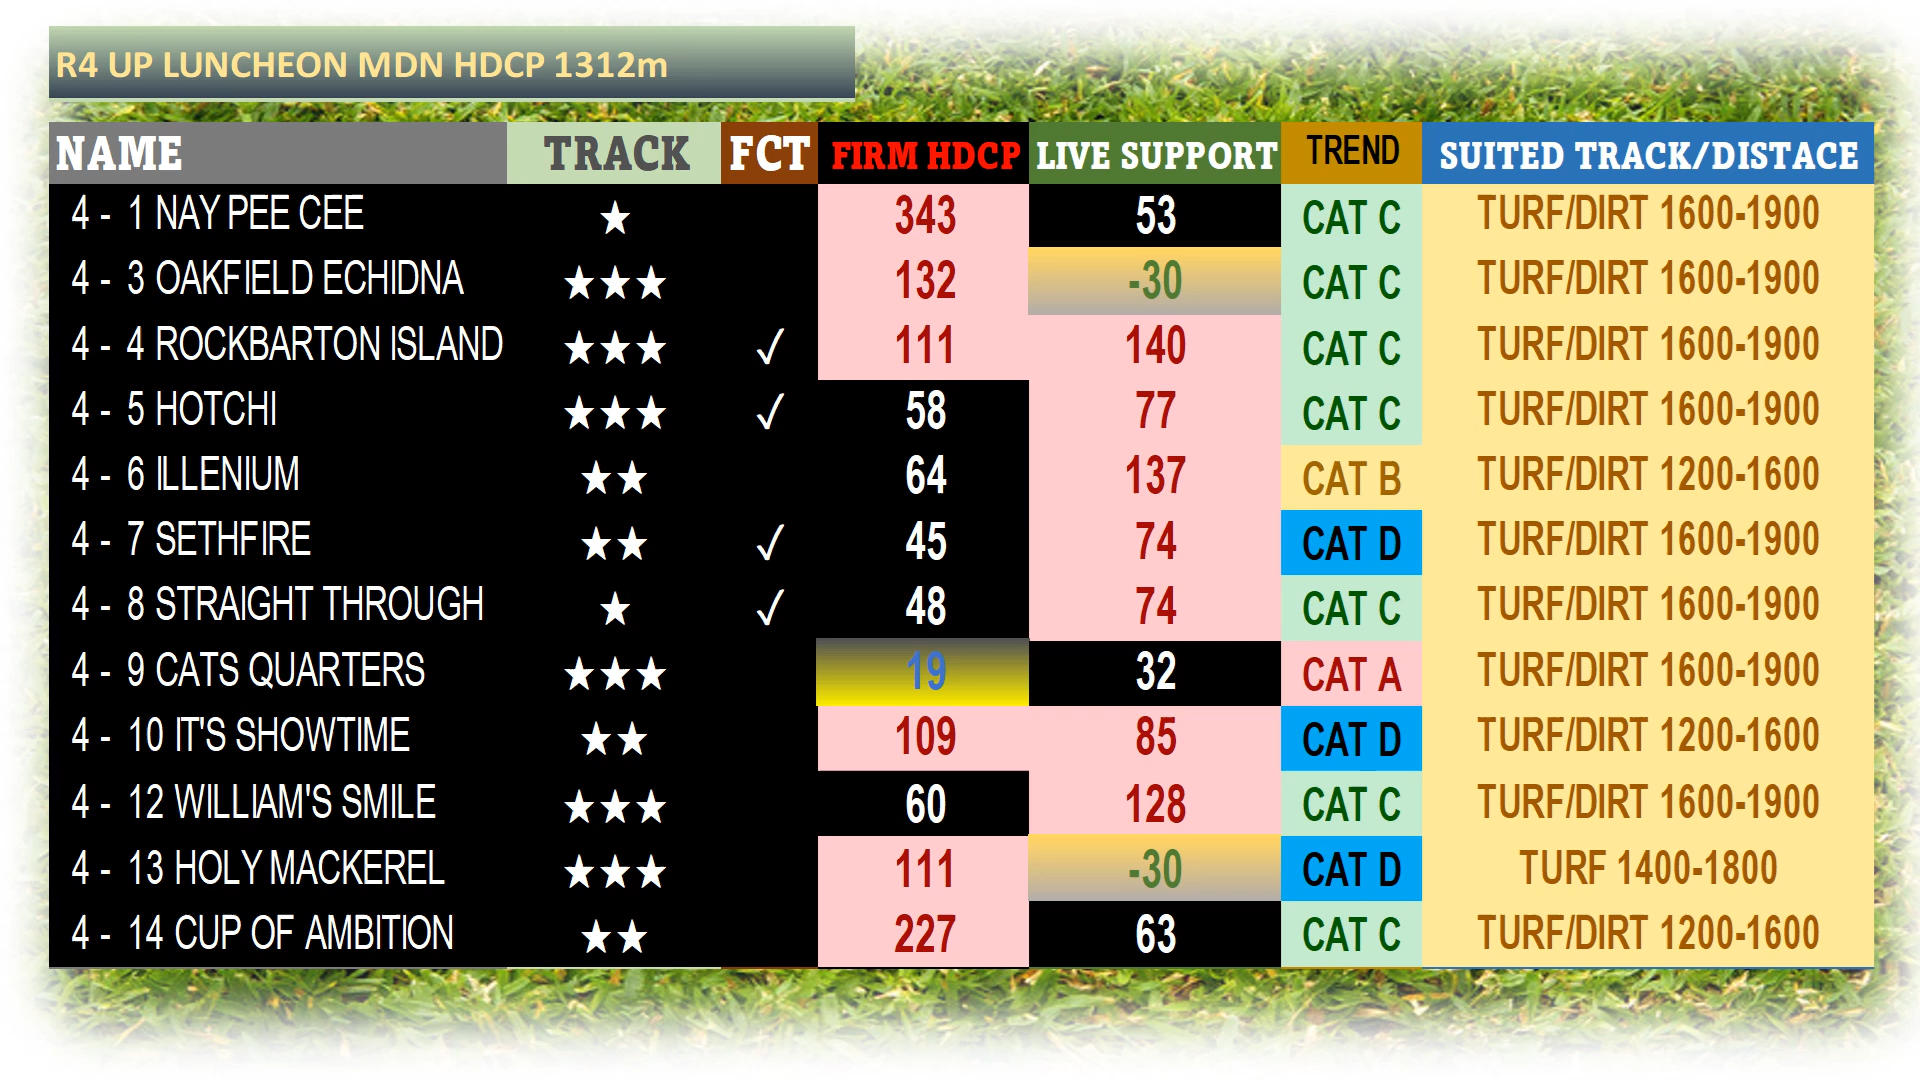 R4 UP LUNCHEON MDN HDCP 1312m
NAME TRACK FCT FIRM HDCP LIVE SUPPORT TREND SUITED TRACK/DISTACE
4 - 1 NAY PEE CEE ★ 343 53 CAT C TURF/DIRT 1600-1900
4 - 3 OAKFIELD ECHIDNA ★★★ 132 -30 CAT C TURF/DIRT 1600-1900
4 - 4 ROCKBARTON ISLAND ★★★ ✓ 111 140 CAT C TURF/DIRT 1600-1900
4 - 5 HOTCHI ★★★ ✓ 58 77 CAT C TURF/DIRT 1600-1900
4 - 6 ILLENIUM ★★ 64 137 CAT B TURF/DIRT 1200-1600
4 - 7 SETHFIRE ★★ ✓ 45 74 CAT D TURF/DIRT 1600-1900
4 - 8 STRAIGHT THROUGH ★ ✓ 48 74 CAT C TURF/DIRT 1600-1900
4 - 9 CATS QUARTERS ★★★ 19 32 CAT A TURF/DIRT 1600-1900
4 - 10 IT'S SHOWTIME ★★ 109 85 CAT D TURF/DIRT 1200-1600
4 - 12 WILLIAM'S SMILE ★★★ 60 128 CAT C TURF/DIRT 1600-1900
4 - 13 HOLY MACKEREL ★★★ 111 -30 CAT D TURF 1400-1800
4 - 14 CUP OF AMBITION ★★ 227 63 CAT C TURF/DIRT 1200-1600